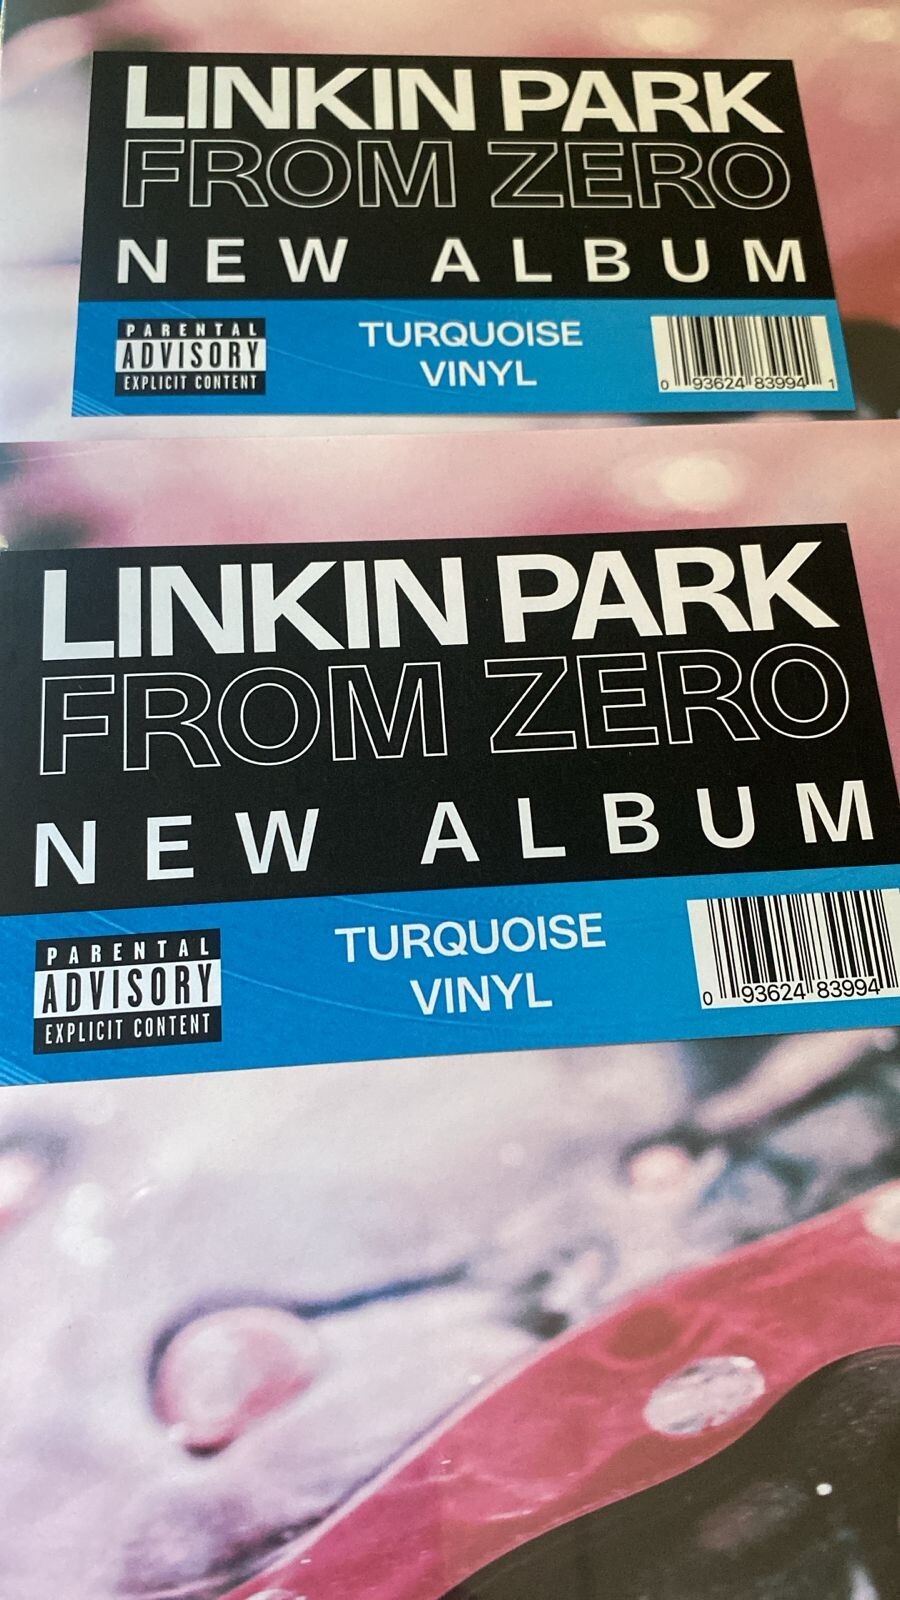 LINKIN PARK
FROM ZERO
NEW ALBUM
PARENTAL
ADVISORY
EXPLICIT CONTENT
TURQUOISE
VINYL
0 93624 83994 1
LINKIN PARK
FROM ZERO
NEW ALBUM
PARENTAL
ADVISORY
EXPLICIT CONTENT
TURQUOISE
VINYL
0 93624 83994